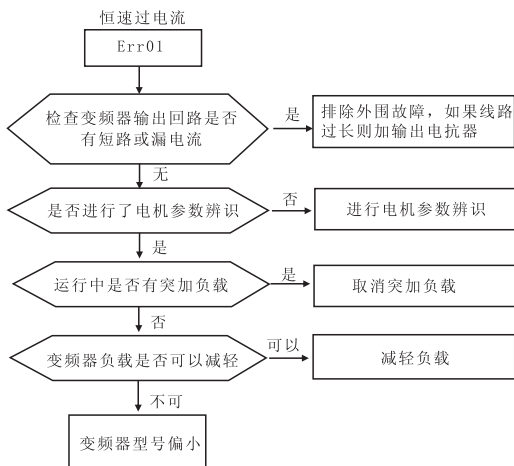 恒速过电流
Err01
检查变频器输出回路是否
有短路或漏电流
是
排除外围故障，如果线路
过长则加输出电抗器
无
是否进行了电机参数辨识
否
进行电机参数辨识
是
运行中是否有突加负载
是
取消突加负载
否
变频器负载是否可以减轻
可以
减轻负载
不可
变频器型号偏小